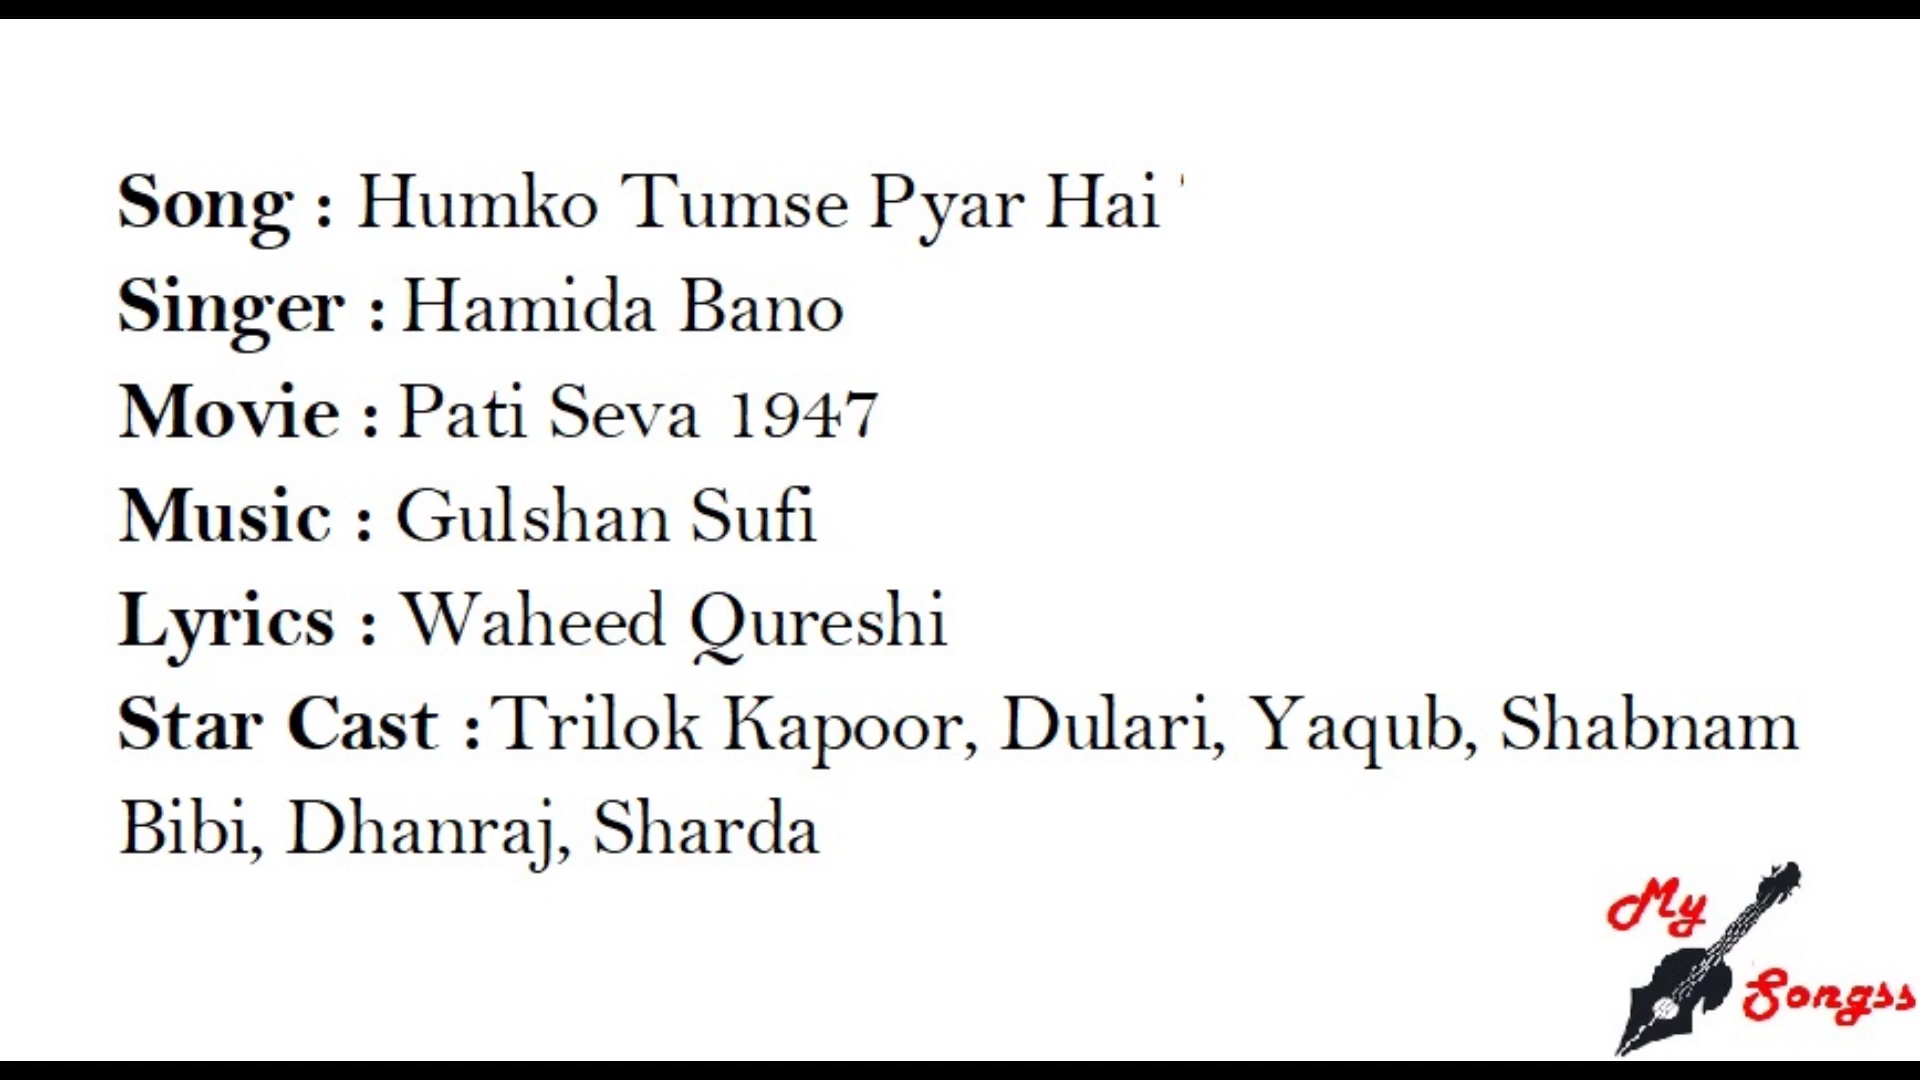 Song : Humko Tumse Pyar Hai '
Singer : Hamida Bano
Movie : Pati Seva 1947
Music : Gulshan Sufi
Lyrics : Waheed Qureshi
Star Cast : Trilok Kapoor, Dulari, Yaqub, Shabnam
Bibi, Dhanraj, Sharda
My
Songss